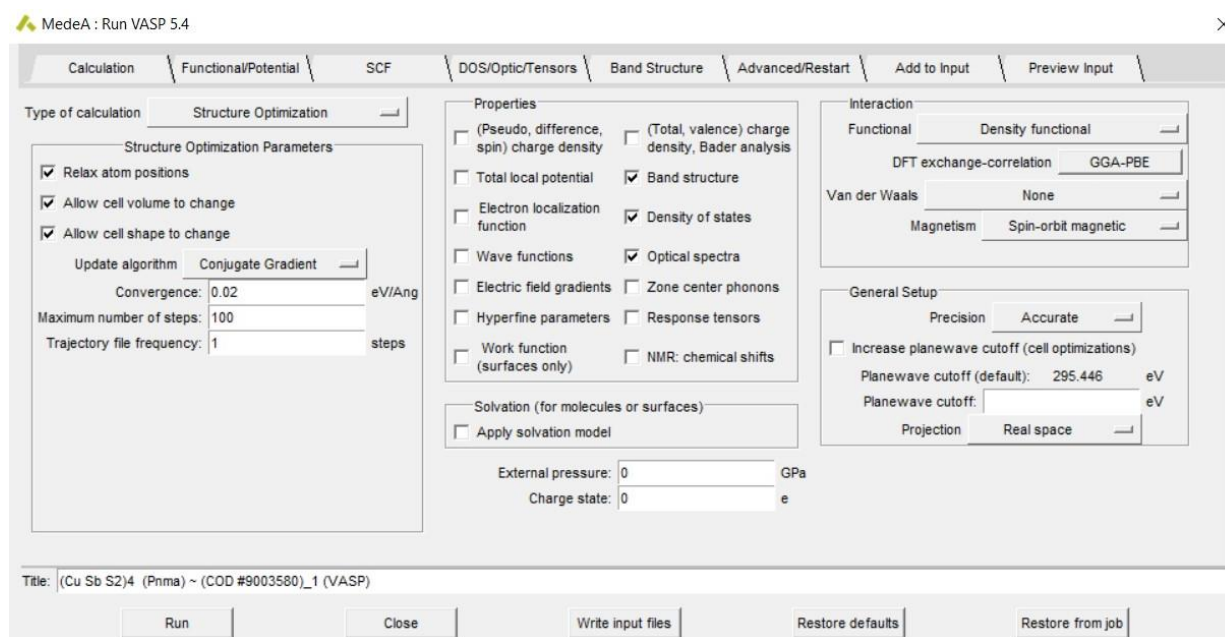 MedeA : Run VASP 5.4
Calculation Functional/Potential SCF DOS/Optic/Tensors Band Structure Advanced/Restart Add to Input Preview Input
Type of calculation Structure Optimization
Structure Optimization Parameters
Relax atom positions
Allow cell volume to change
Allow cell shape to change
Update algorithm Conjugate Gradient
Convergence: 0.02 eV/Ang
Maximum number of steps: 100
Trajectory file frequency: 1 steps
Properties
(Pseudo, difference, spin) charge density
(Total, valence) charge density, Bader analysis
Total local potential
Band structure
Electron localization function
Density of states
Wave functions
Optical spectra
Electric field gradients
Zone center phonons
Hyperfine parameters
Response tensors
Work function (surfaces only)
NMR: chemical shifts
Solvation (for molecules or surfaces)
Apply solvation model
External pressure: 0 GPa
Charge state: 0 e
Interaction
Functional Density functional
DFT exchange-correlation GGA-PBE
Van der Waals None
Magnetism Spin-orbit magnetic
General Setup
Precision Accurate
Increase planewave cutoff (cell optimizations)
Planewave cutoff (default): 295.446 eV
Planewave cutoff: eV
Projection Real space
Title: (Cu Sb S2)4 (Pnma) ~ (COD #9003580)_1 (VASP)
Run Close Write input files Restore defaults Restore from job